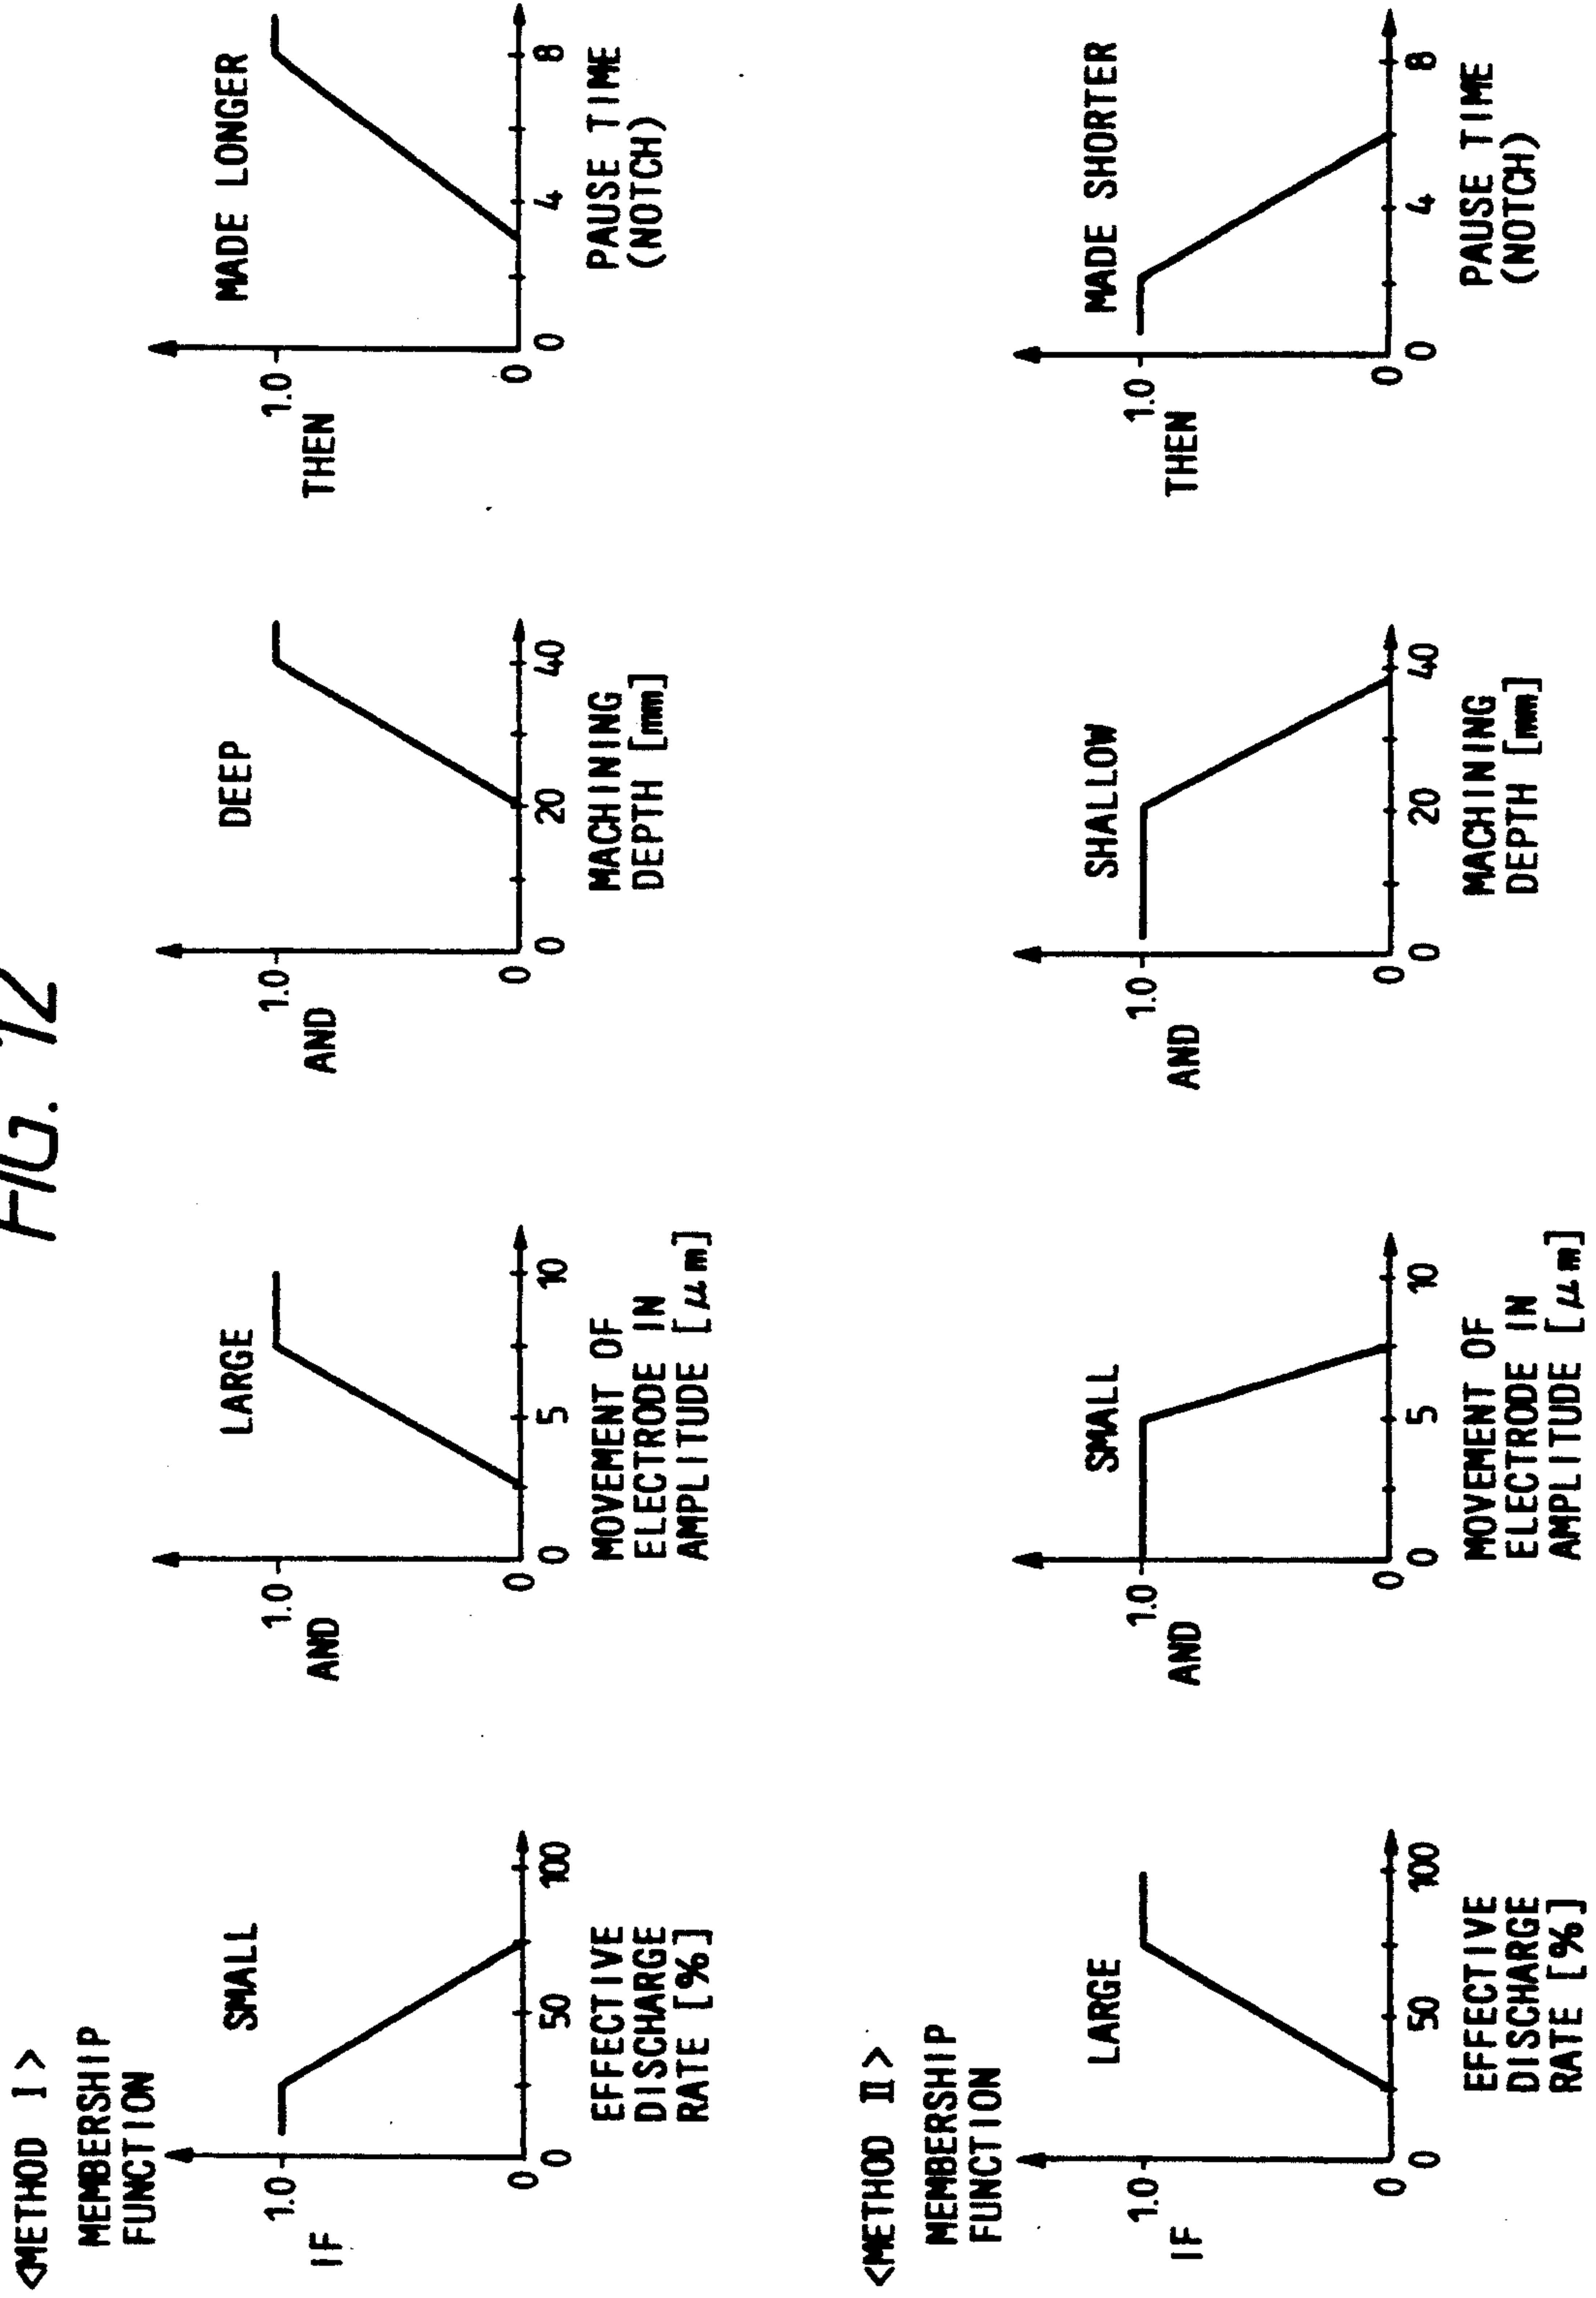 FIG. 12
<METHOD I>
MEMBERSHIP
FUNCTION
IF
1.0
0
SMALL
0 50 100
EFFECTIVE
DISCHARGE
RATE [%]
AND
1.0
0
LARGE
0 5 10
MOVEMENT OF
ELECTRODE IN
AMPLITUDE [μm]
AND
1.0
0
DEEP
0 20 40
MACHINING
DEPTH [mm]
THEN
1.0
0
MADE LONGER
0 4 8
PAUSE TIME
(NOTCH)
<METHOD II>
MEMBERSHIP
FUNCTION
IF
1.0
0
LARGE
0 50 100
EFFECTIVE
DISCHARGE
RATE [%]
AND
1.0
0
SMALL
0 5 10
MOVEMENT OF
ELECTRODE IN
AMPLITUDE [μm]
AND
1.0
0
SHALLOW
0 20 40
MACHINING
DEPTH [mm]
THEN
1.0
0
MADE SHORTER
0 4 8
PAUSE TIME
(NOTCH)